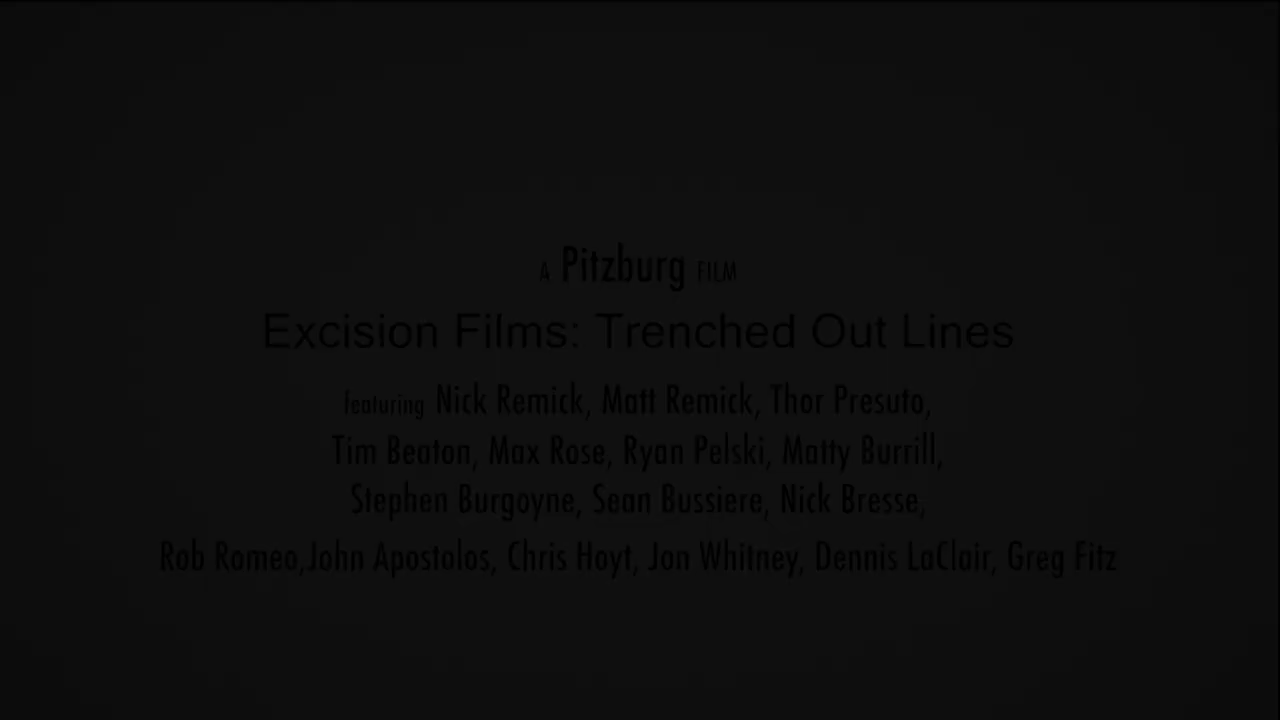 A Pitzburg FILM
Excision Films: Trenched Out Lines
featuring Nick Remick, Matt Remick, Thor Presuto,
Tim Beaton, Max Rose, Ryan Pelski, Matty Burrill,
Stephen Burgoyne, Sean Bussiere, Nick Bresse,
Rob Romeo,John Apostolos, Chris Hoyt, Jon Whitney, Dennis LaClair, Greg Fitz